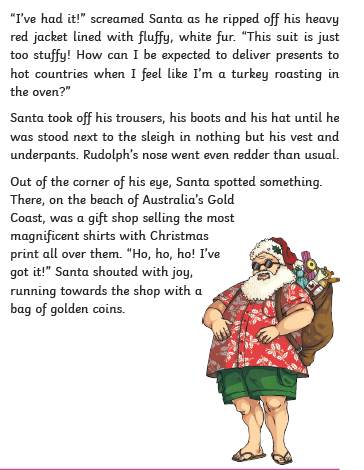 “I’ve had it!” screamed Santa as he ripped off his heavy
red jacket lined with fluffy, white fur. “This suit is just
too stuffy! How can I be expected to deliver presents to
hot countries when I feel like I’m a turkey roasting in
the oven?”
Santa took off his trousers, his boots and his hat until he
was stood next to the sleigh in nothing but his vest and
underpants. Rudolph’s nose went even redder than usual.
Out of the corner of his eye, Santa spotted something.
There, on the beach of Australia’s Gold
Coast, was a gift shop selling the most
magnificent shirts with Christmas
print all over them. “Ho, ho, ho! I’ve
got it!” Santa shouted with joy,
running towards the shop with a
bag of golden coins.